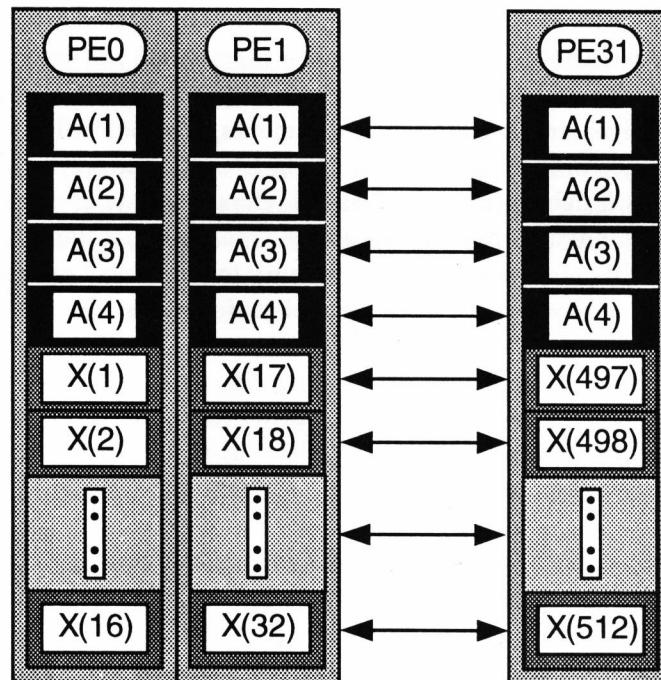 PE0 PE1 PE31
A(1) A(1) A(1)
A(2) A(2) A(2)
A(3) A(3) A(3)
A(4) A(4) A(4)
X(1) X(17) X(497)
X(2) X(18) X(498)
X(16) X(32) X(512)